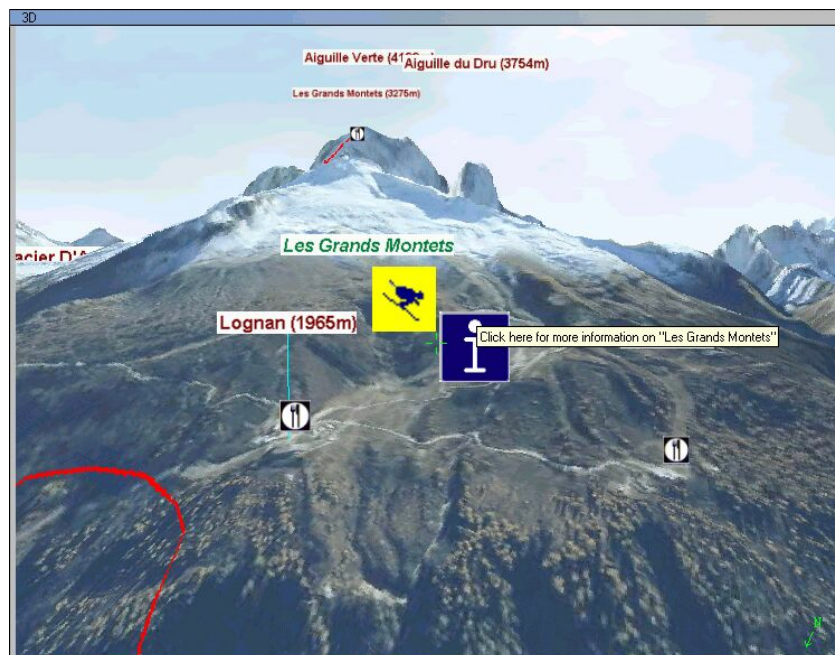 3D
Aiguille Verte
Aiguille du Dru (3754m)
Les Grands Montets (3275m)
Les Grands Montets
Lognan (1965m)
Click here for more information on "Les Grands Montets"
i
N